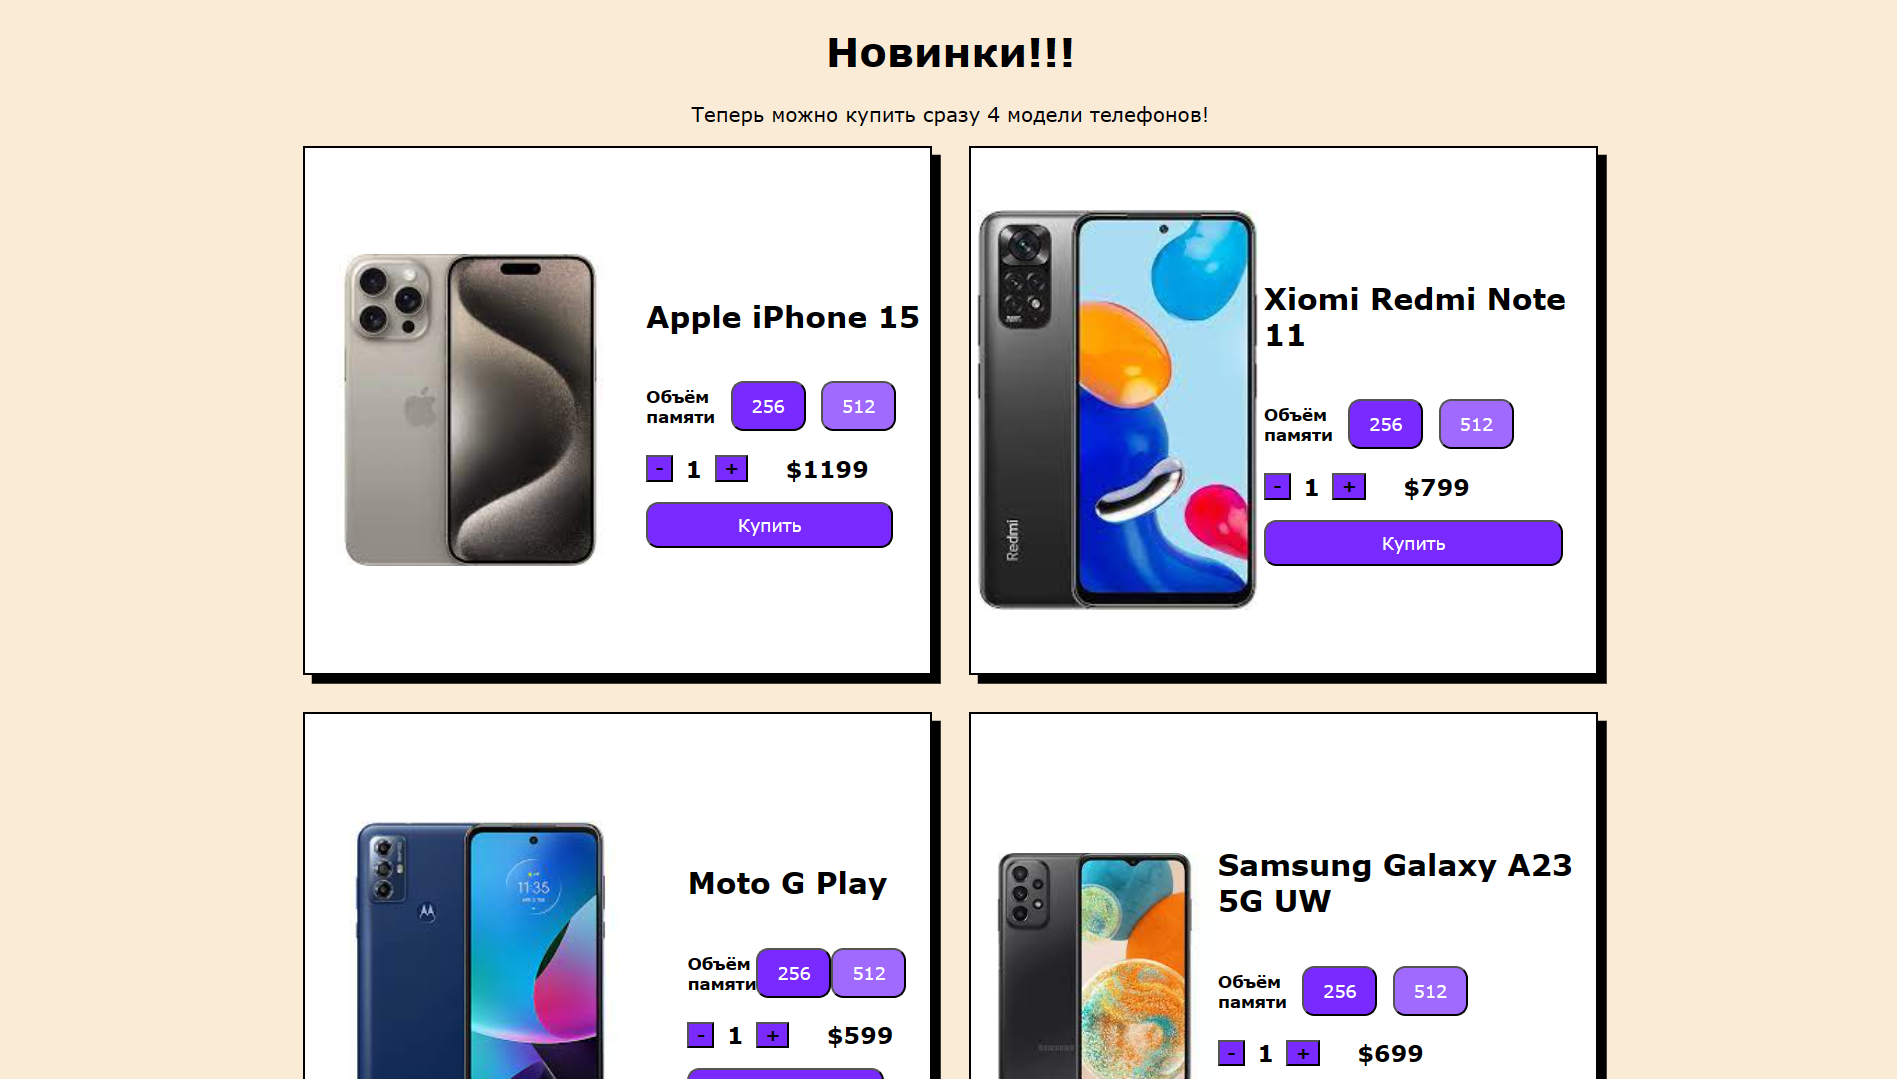 Новинки!!!
Теперь можно купить сразу 4 модели телефонов!
Apple iPhone 15
Объём
памяти
256
512
-
1
+
$1199
Купить
Redmi
Xiomi Redmi Note
11
Объём
памяти
256
512
-
1
+
$799
Купить
11:35
Moto G Play
Объём
памяти
256
512
-
1
+
$599
SAMSUNG
Samsung Galaxy A23
5G UW
Объём
памяти
256
512
-
1
+
$699